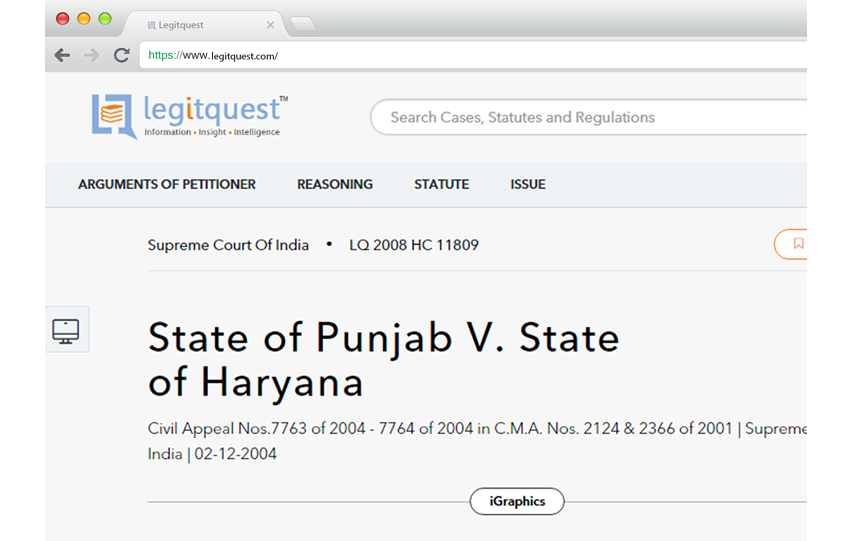 Legitquest
https://www.legitquest.com/
legitquest™
Information • Insight • Intelligence
Search Cases, Statutes and Regulations
ARGUMENTS OF PETITIONER REASONING STATUTE ISSUE
Supreme Court Of India • LQ 2008 HC 11809
State of Punjab V. State
of Haryana
Civil Appeal Nos.7763 of 2004 - 7764 of 2004 in C.M.A. Nos. 2124 & 2366 of 2001 | Supreme
India | 02-12-2004
iGraphics